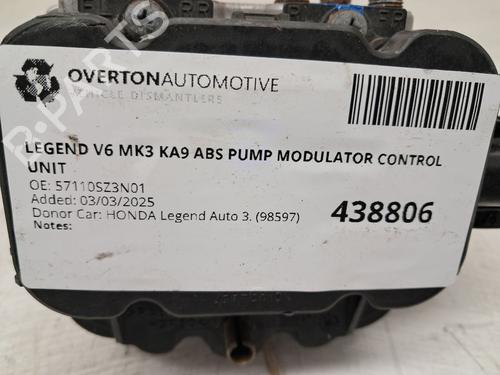 FR
OVERTONAUTOMOTIVE
VEHICLE DISMANTLERS
LEGEND V6 MK3 KA9 ABS PUMP MODULATOR CONTROL
UNIT
OE: 57110SZ3N01
Added: 03/03/2025
Donor Car: HONDA Legend Auto 3. (98597)
Notes:
438806